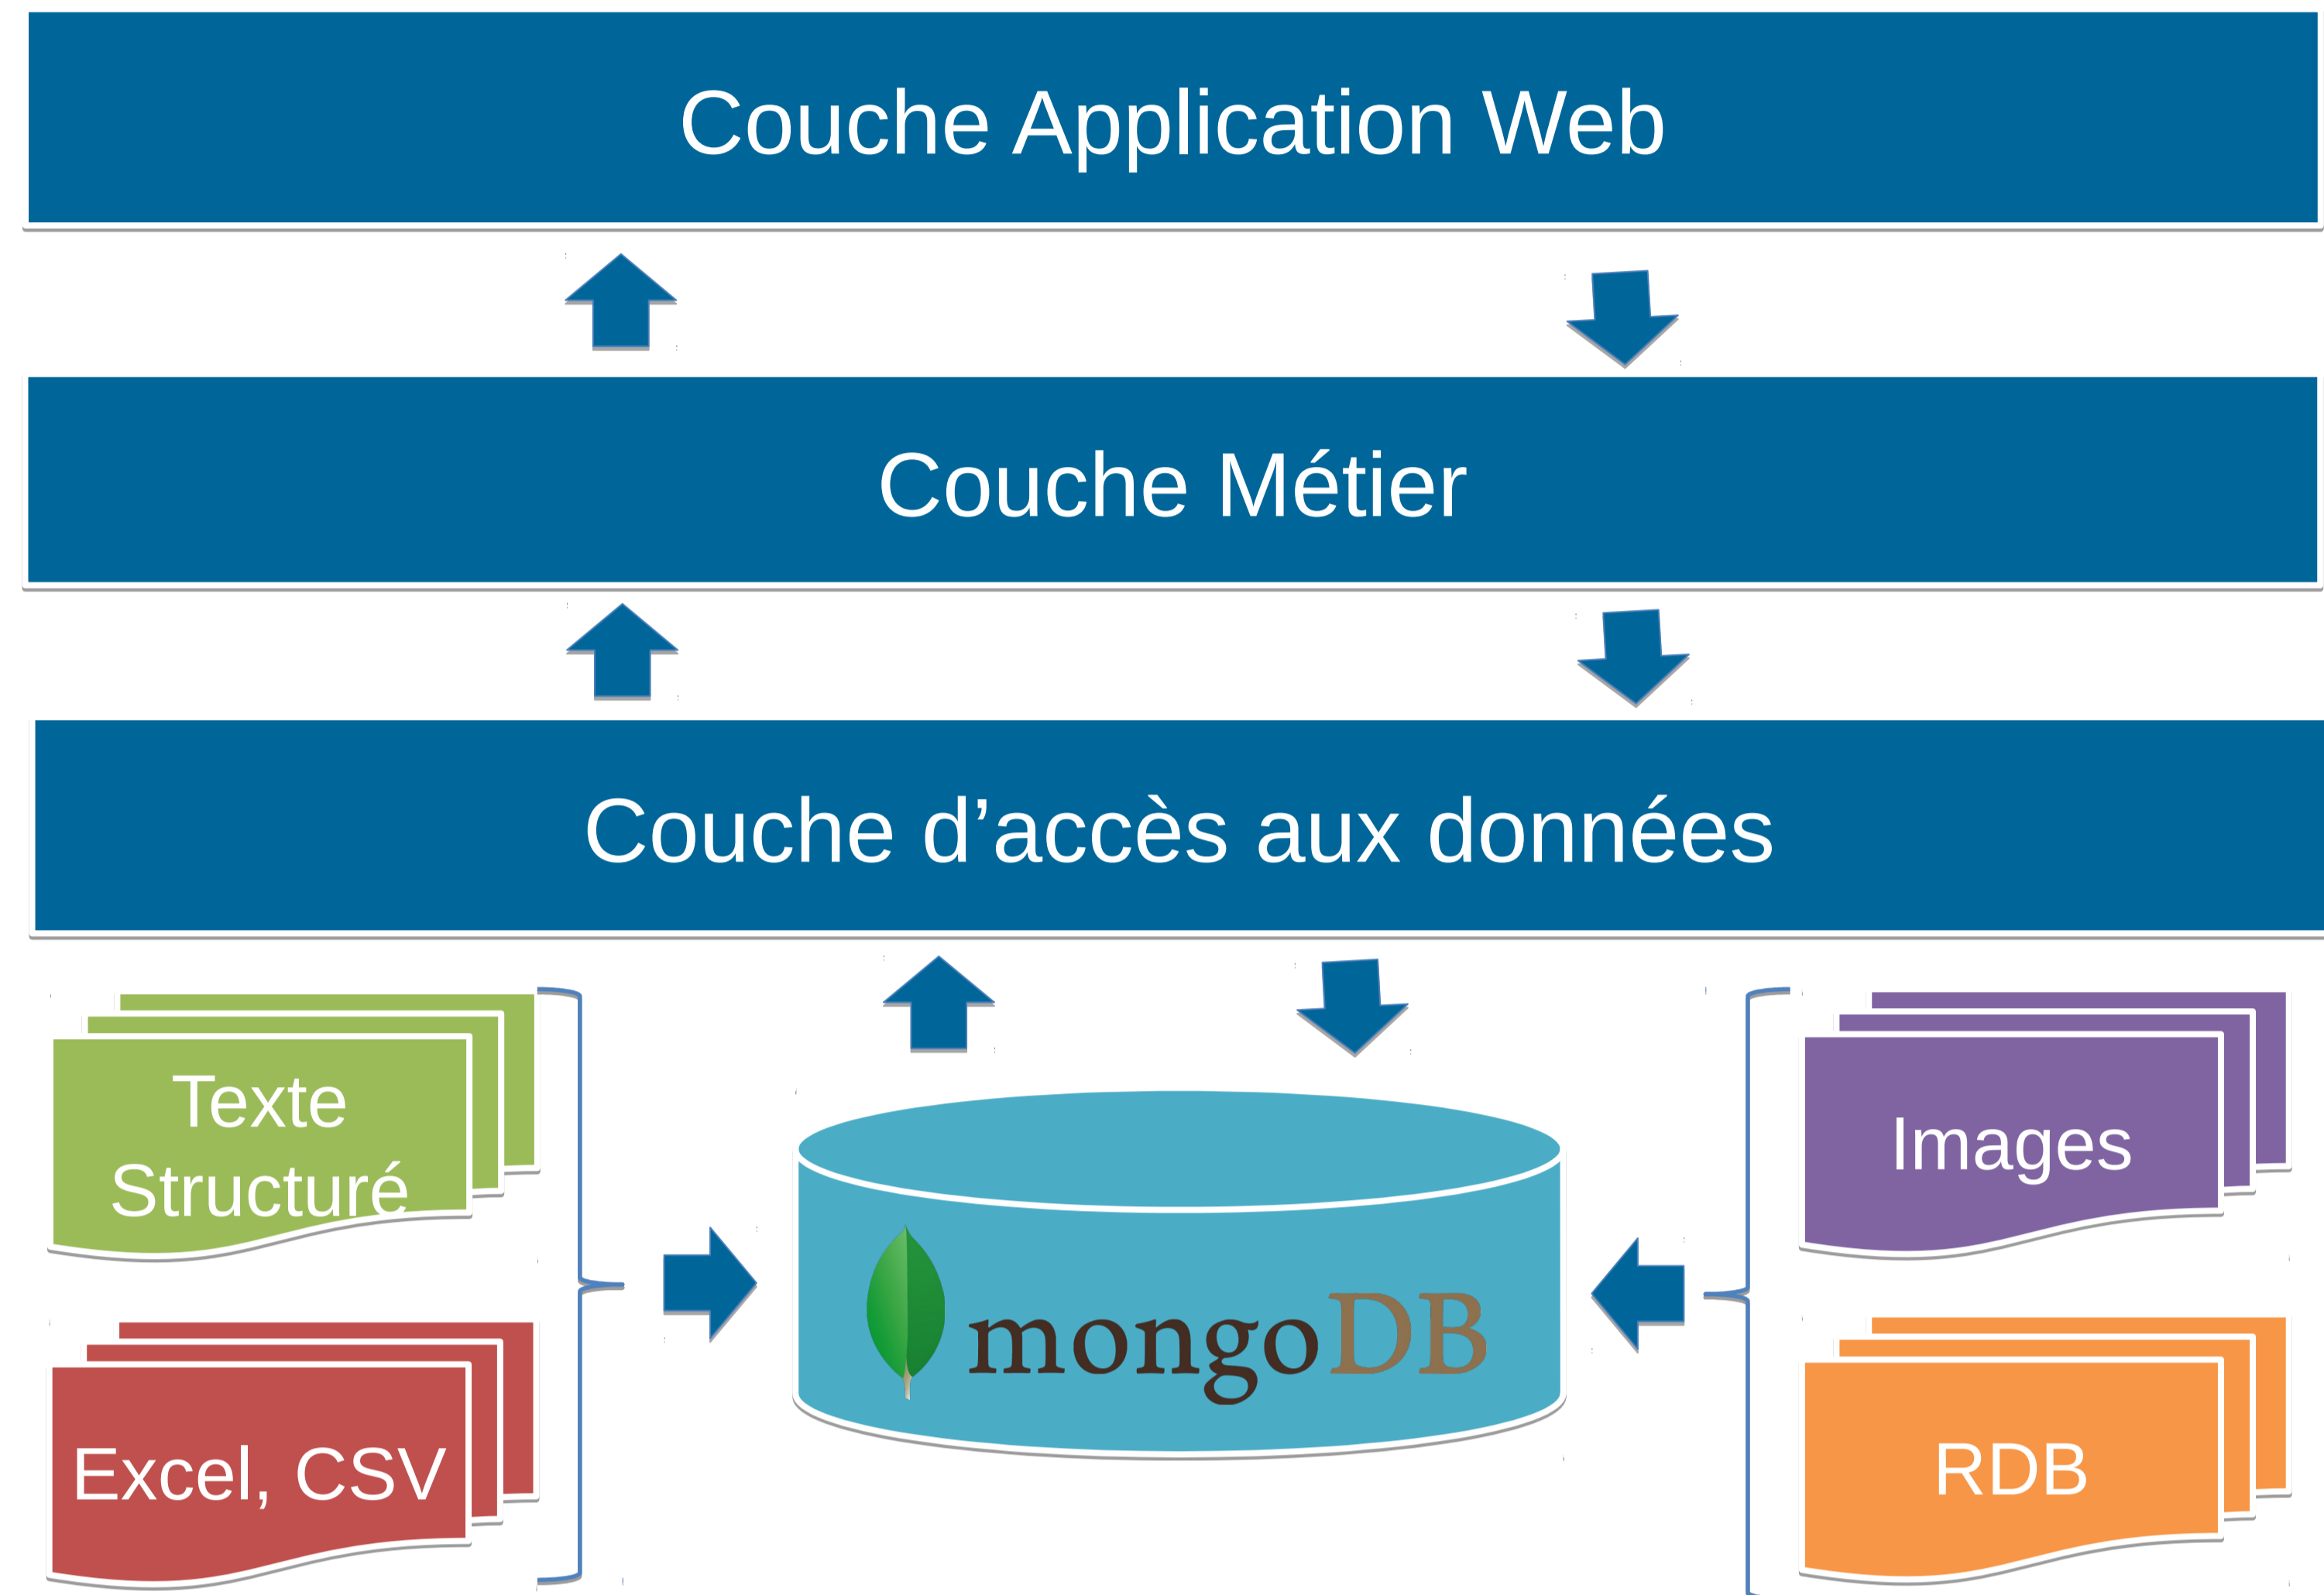 Couche Application Web
Couche Métier
Couche d’accès aux données
Texte
Structuré
Images
mongoDB
Excel, CSV
RDB